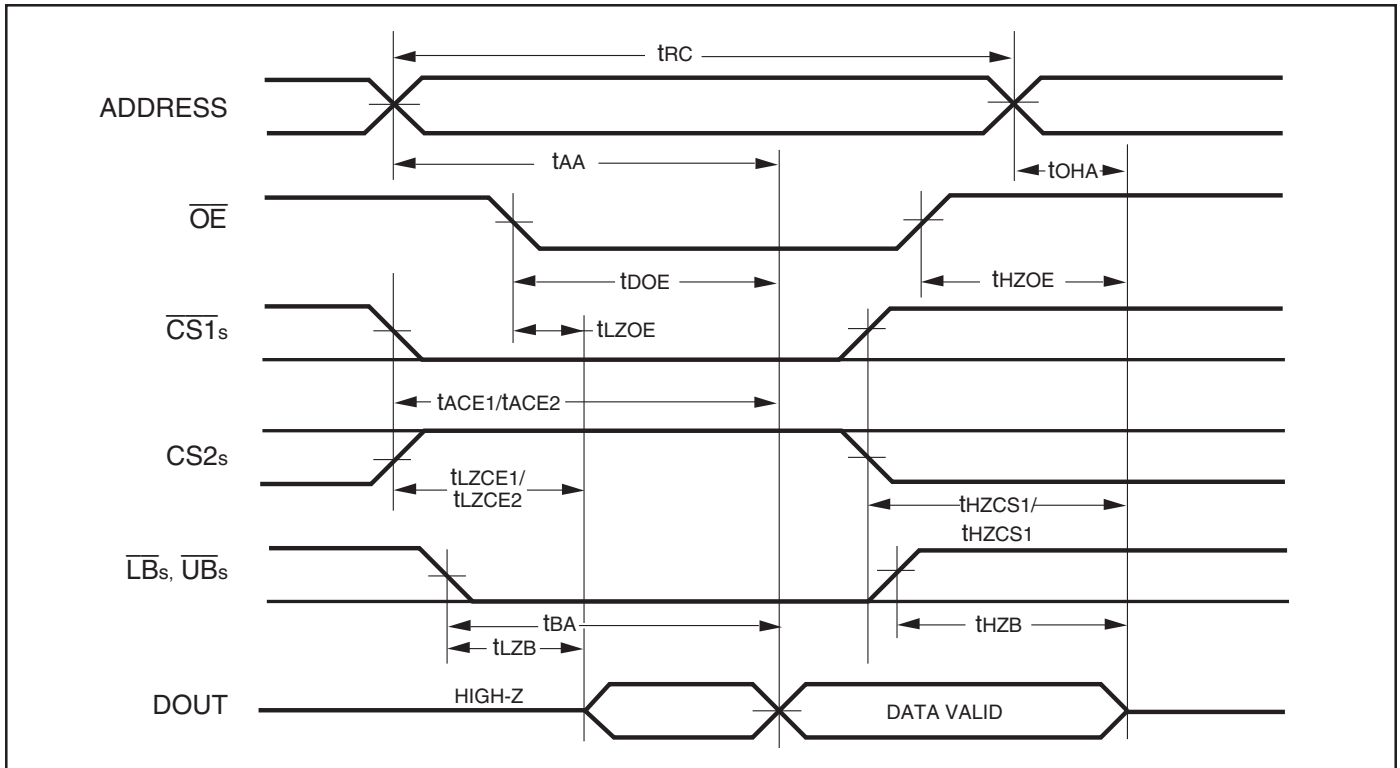 tRC
ADDRESS
tAA
tOHA
OE
tDOE
tHZOE
CS1s
tLZOE
tACE1/tACE2
CS2s
tLZCE1/
tLZCE2
tHZCS1/
tHZCS1
LBs, UBs
tBA
tHZB
tLZB
HIGH-Z
DOUT
DATA VALID